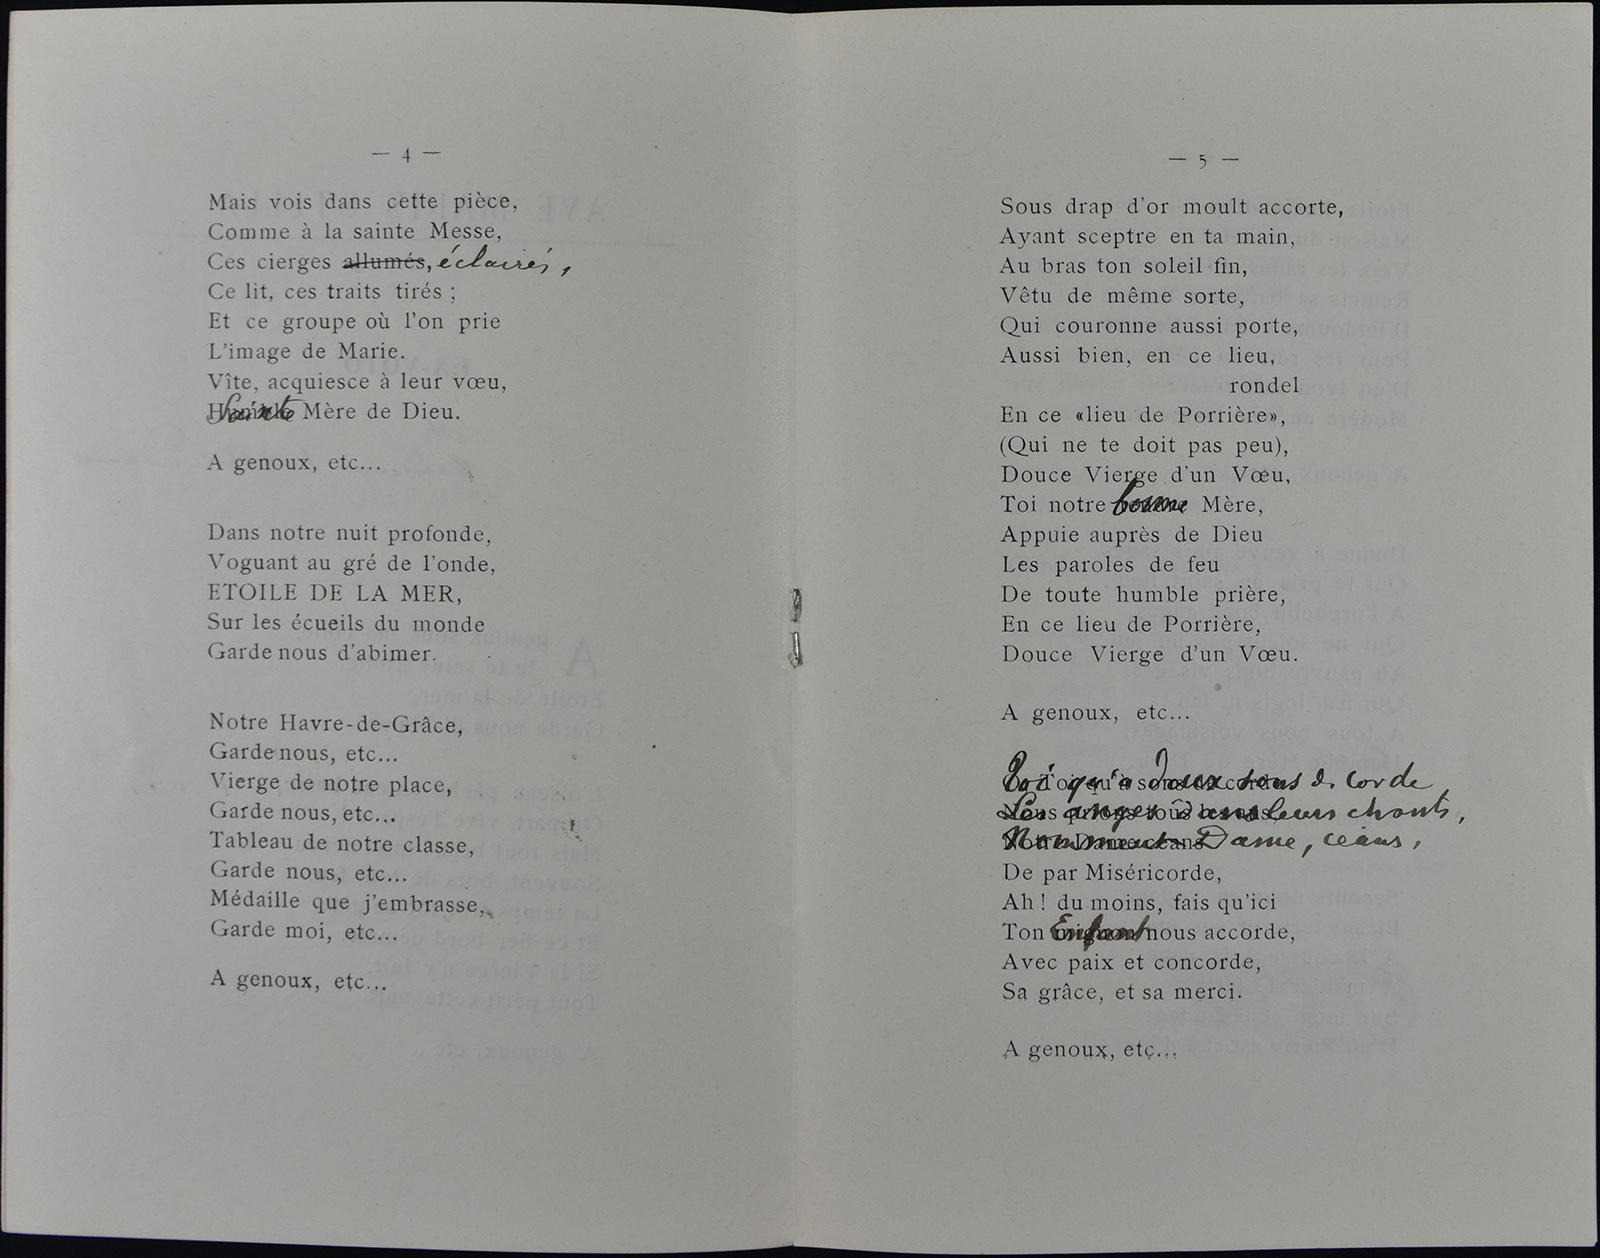 — 4 —
Mais vois dans cette pièce,
Comme à la sainte Messe,
Ces cierges allumés, éclairés,
Ce lit, ces traits tirés ;
Et ce groupe où l'on prie
L'image de Marie.
Vîte, acquiesce à leur vœu,
Sainte Mère de Dieu.
A genoux, etc...
Dans notre nuit profonde,
Voguant au gré de l'onde,
ETOILE DE LA MER,
Sur les écueils du monde
Garde nous d'abimer.
Notre Havre-de-Grâce,
Garde nous, etc...
Vierge de notre place,
Garde nous, etc...
Tableau de notre classe,
Garde nous, etc...
Médaille que j'embrasse,
Garde moi, etc...
A genoux, etc...
— 5 —
Sous drap d'or moult accorte,
Ayant sceptre en ta main,
Au bras ton soleil fin,
Vêtu de même sorte,
Qui couronne aussi porte,
Aussi bien, en ce lieu,
rondel
En ce «lieu de Porrière»,
(Qui ne te doit pas peu),
Douce Vierge d'un Vœu,
Toi notre bonne Mère,
Appuie auprès de Dieu
Les paroles de feu
De toute humble prière,
En ce lieu de Porrière,
Douce Vierge d'un Vœu.
A genoux, etc...
Toi qu'à doux sons de corde
Les anges dans leurs chants,
Nomment Dame, céans,
De par Miséricorde,
Ah ! du moins, fais qu'ici
Ton Enfant nous accorde,
Avec paix et concorde,
Sa grâce, et sa merci.
A genoux, etc...